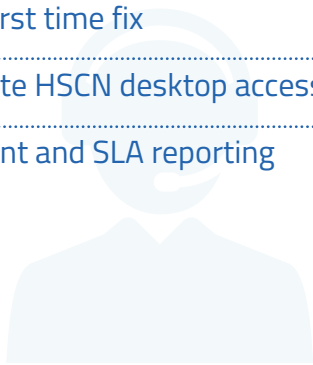 rst time fix
te HSCN desktop access
nt and SLA reporting